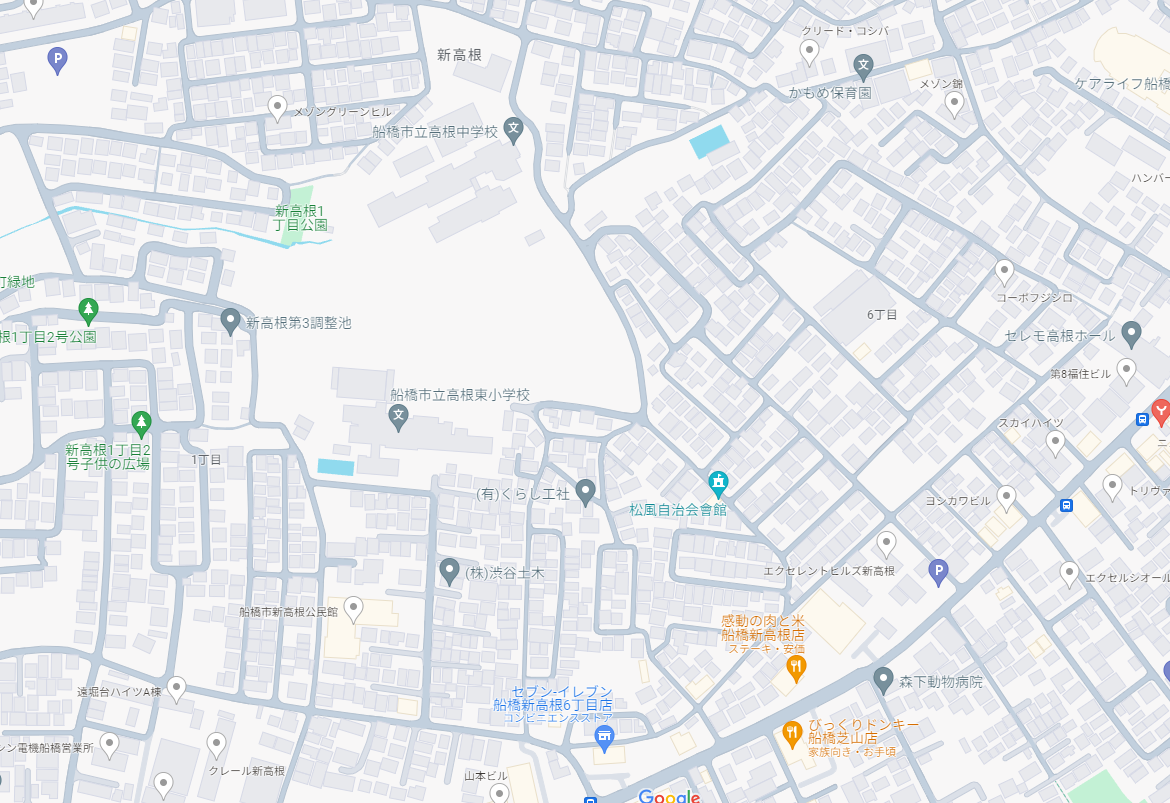 クリード・コシバ
新高根
P
文
かもめ保育園
メゾン錦
ケアライフ船橋
メゾングリーンヒル
船橋市立高根中学校
文
ハンバー
新高根1
丁目公園
町緑地
コーポフジシロ
6丁目
新高根第3調整池
根1丁目2号公園
セレモ高根ホール
第8福住ビル
船橋市立高根東小学校
文
スカイハイツ
ニ
新高根1丁目2
号子供の広場
1丁目
(有)くらし工社
松風自治会會館
ヨシカワビル
トリヴァ
エクセレントヒルズ新高根
P
(株)渋谷土木
エクセルシオール
船橋市新高根公民館
感動の肉と米
船橋新高根店
ステーキ・安価
遠堀台ハイツA棟
セブン-イレブン
船橋新高根6丁目店
コンビニエンスストア
森下動物病院
びっくりドンキー
船橋芝山店
家族向き・お手頃
シン電機船橋営業所
クレール新高根
山本ビル
Google